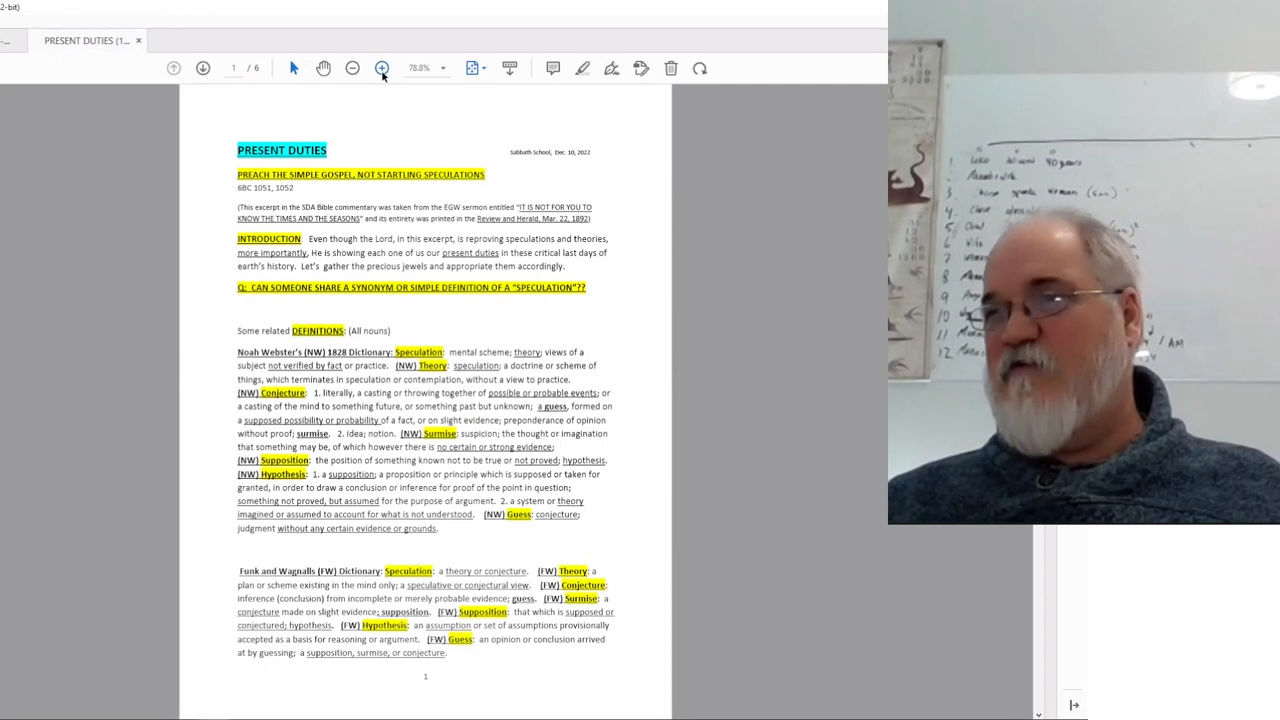 2-bit)
PRESENT DUTIES (1... ×
1 / 6
78.8%
PRESENT DUTIES
Sabbath School, Dec. 10, 2022
PREACH THE SIMPLE GOSPEL, NOT STARTLING SPECULATIONS
6BC 1051, 1052
(This excerpt in the SDA Bible commentary was taken from the EGW sermon entitled "IT IS NOT FOR YOU TO
KNOW THE TIMES AND THE SEASONS" and its entirety was printed in the Review and Herald, Mar. 22, 1892)
INTRODUCTION: Even though the Lord, in this excerpt, is reproving speculations and theories,
more importantly, He is showing each one of us our present duties in these critical last days of
earth's history. Let's gather the precious jewels and appropriate them accordingly.
Q: CAN SOMEONE SHARE A SYNONYM OR SIMPLE DEFINITION OF A "SPECULATION"??
Some related DEFINITIONS: (All nouns)
Noah Webster's (NW) 1828 Dictionary: Speculation: mental scheme; theory; views of a
subject not verified by fact or practice. (NW) Theory: speculation; a doctrine or scheme of
things, which terminates in speculation or contemplation, without a view to practice.
(NW) Conjecture: 1. literally, a casting or throwing together of possible or probable events; or
a casting of the mind to something future, or something past but unknown; a guess, formed on
a supposed possibility or probability of a fact, or on slight evidence; preponderance of opinion
without proof; surmise. 2. idea; notion. (NW) Surmise: suspicion; the thought or imagination
that something may be, of which however there is no certain or strong evidence;
(NW) Supposition: the position of something known not to be true or not proved; hypothesis.
(NW) Hypothesis: 1. a supposition; a proposition or principle which is supposed or taken for
granted, in order to draw a conclusion or inference for proof of the point in question;
something not proved, but assumed for the purpose of argument. 2. a system or theory
imagined or assumed to account for what is not understood. (NW) Guess: conjecture;
judgment without any certain evidence or grounds.
Funk and Wagnalls (FW) Dictionary: Speculation: a theory or conjecture. (FW) Theory: a
plan or scheme existing in the mind only; a speculative or conjectural view. (FW) Conjecture:
inference (conclusion) from incomplete or merely probable evidence; guess. (FW) Surmise: a
conjecture made on slight evidence; supposition. (FW) Supposition: that which is supposed or
conjectured; hypothesis. (FW) Hypothesis: an assumption or set of assumptions provisionally
accepted as a basis for reasoning or argument. (FW) Guess: an opinion or conclusion arrived
at by guessing; a supposition, surmise, or conjecture.
1
1.
2.
3.
4.
5
6
7
8
9
10
11
12.
40 years
AM